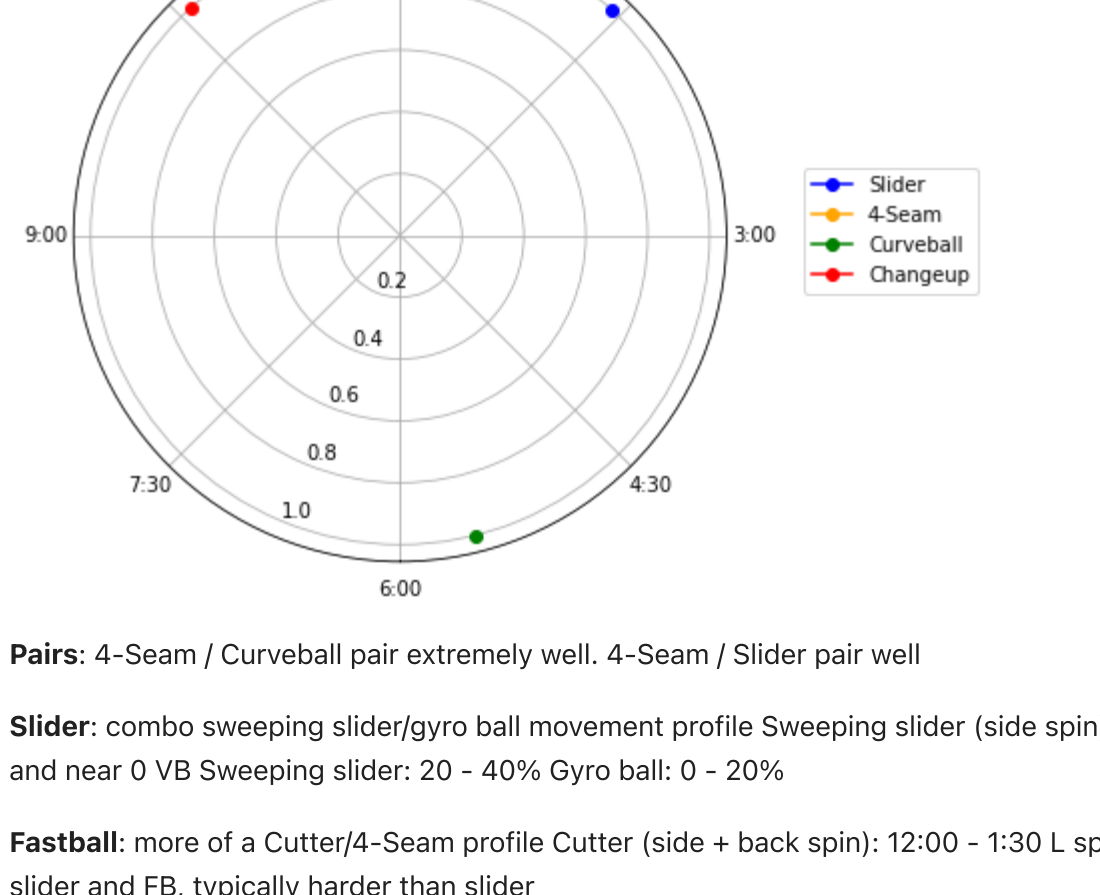 Slider
4-Seam
9:00
3:00
Curveball
Changeup
0.2
0.4
0.6
0.8
7:30
4:30
1.0
6:00
Pairs: 4-Seam / Curveball pair extremely well. 4-Seam / Slider pair well
Slider: combo sweeping slider/gyro ball movement profile Sweeping slider (side spin
and near 0 VB Sweeping slider: 20 - 40% Gyro ball: 0 - 20%
Fastball: more of a Cutter/4-Seam profile Cutter (side + back spin): 12:00 - 1:30 L sp
slider and FB, typically harder than slider